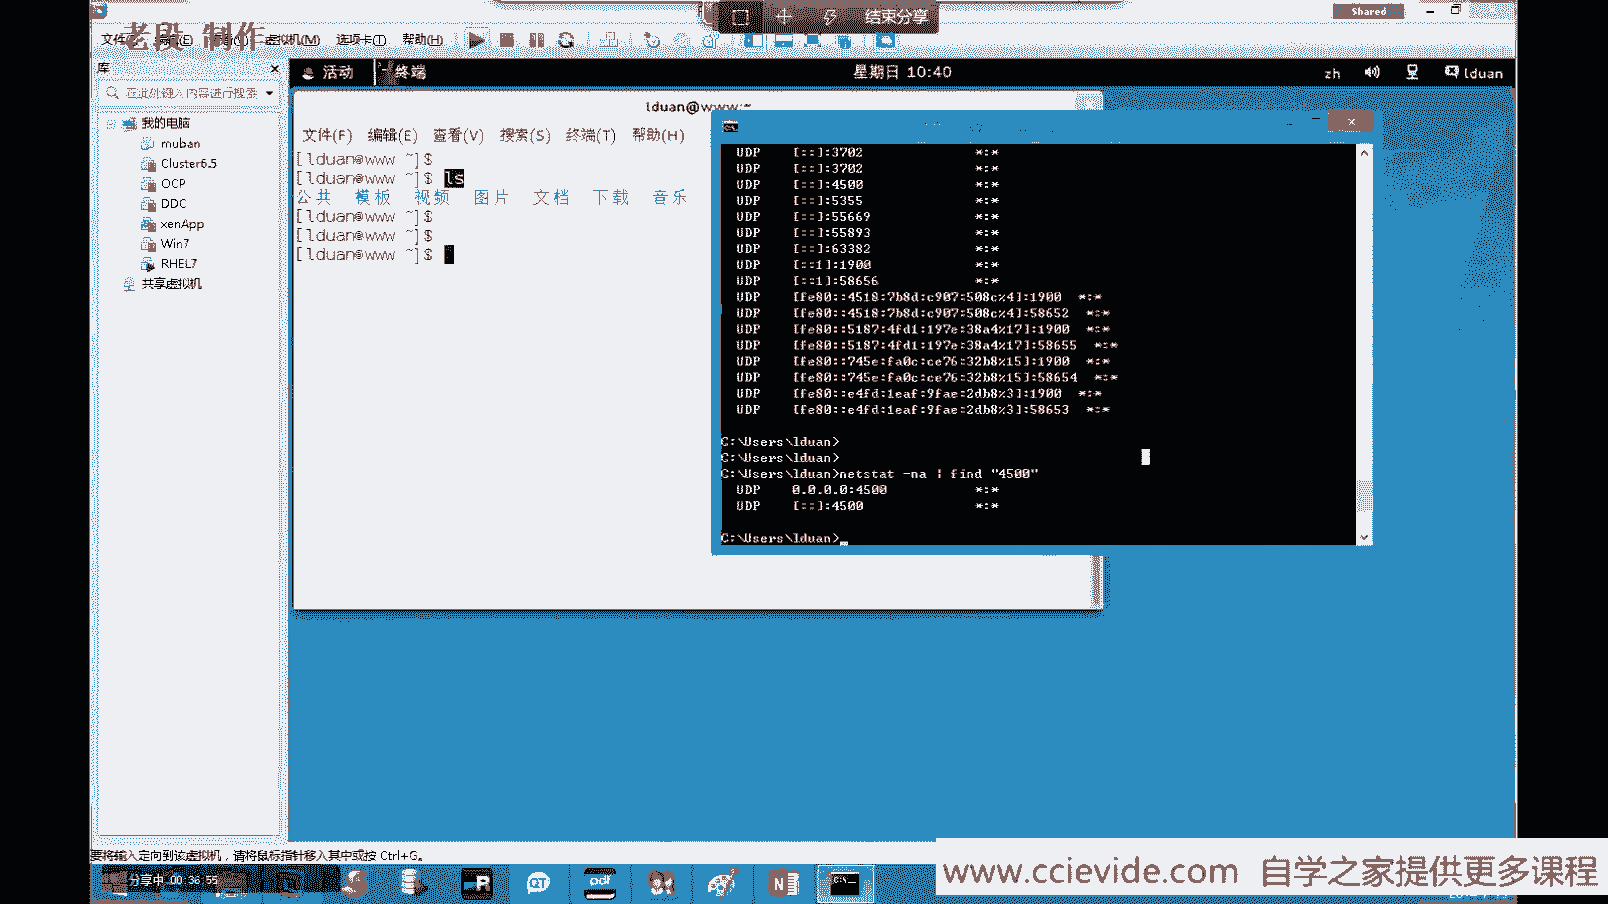 结束分享
Shared
老段 制作
文件 编辑(E) 查看(V) 虚拟机(M) 选项卡(T) 帮助(H)
库
在此处键入内容进行搜索
我的电脑
muban
Cluster6.5
OCP
DDC
xenApp
Win7
RHEL7
共享虚拟机
活动 终端 星期日 10:40 zh lduan
lduan@www:~
文件(F) 编辑(E) 查看(V) 搜索(S) 终端(T) 帮助(H)
[lduan@www ~]$
[lduan@www ~]$ ls
公共 模板 视频 图片 文档 下载 音乐
[lduan@www ~]$
[lduan@www ~]$
[lduan@www ~]$
UDP [::]:3702 *:*
UDP [::]:3702 *:*
UDP [::]:4500 *:*
UDP [::]:5355 *:*
UDP [::]:55669 *:*
UDP [::]:55893 *:*
UDP [::]:63382 *:*
UDP [::1]:1900 *:*
UDP [::1]:58656 *:*
UDP [fe80::4518:7b8d:c907:508c%4]:1900 *:*
UDP [fe80::4518:7b8d:c907:508c%4]:58652 *:*
UDP [fe80::5187:4fd1:197e:38a4%17]:1900 *:*
UDP [fe80::5187:4fd1:197e:38a4%17]:58655 *:*
UDP [fe80::745e:fa0c:ce76:32b8%15]:1900 *:*
UDP [fe80::745e:fa0c:ce76:32b8%15]:58654 *:*
UDP [fe80::e4fd:1eaf:9fae:2db8%3]:1900 *:*
UDP [fe80::e4fd:1eaf:9fae:2db8%3]:58653 *:*
C:\Users\lduan>
C:\Users\lduan>
C:\Users\lduan>netstat -na | find "4500"
UDP 0.0.0.0:4500 *:*
UDP [::]:4500 *:*
C:\Users\lduan>
要将输入定向到该虚拟机，请将鼠标指针移入其中或按 Ctrl+G。
分享中 00:36:55
www.ccievide.com 自学之家提供更多课程